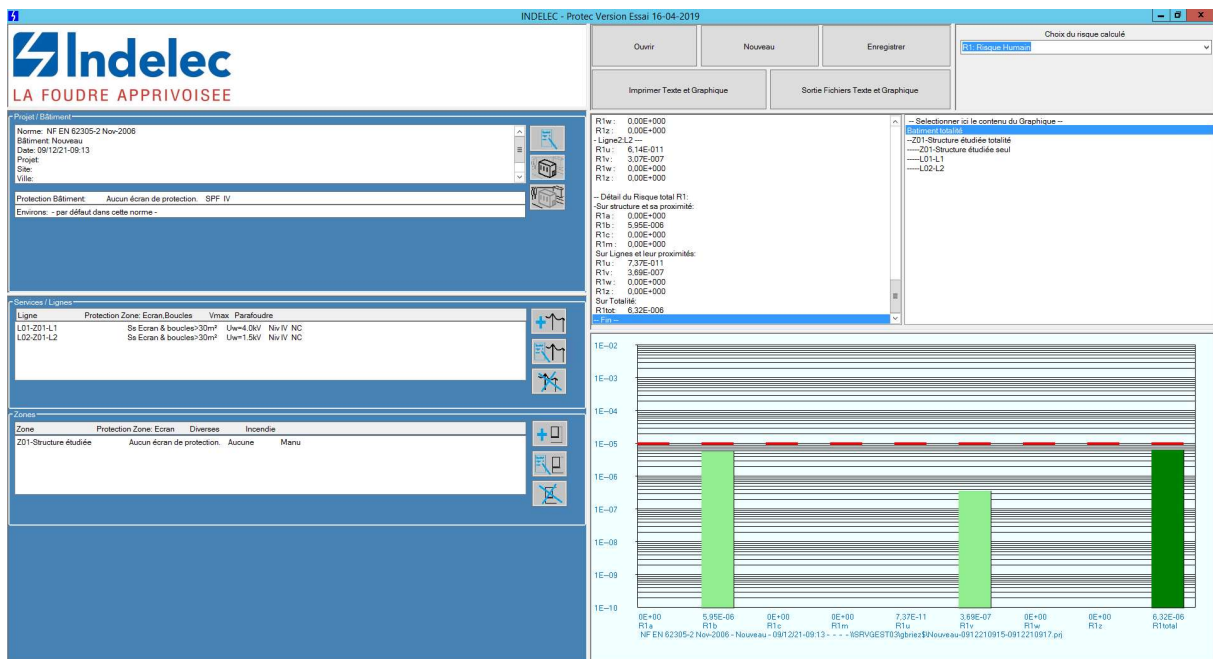 INDELEC - Protec Version Essai 16-04-2019
Indelec
LA FOUDRE APPRIVOISEE
Ouvrir
Nouveau
Enregistrer
Imprimer Texte et Graphique
Sortie Fichiers Texte et Graphique
Choix du risque calculé
R1: Risque Humain
Projet / Bâtiment
Norme: NF EN 62305-2 Nov-2006
Bâtiment: Nouveau
Date: 09/12/21-09:13
Projet:
Site:
Ville:
Protection Bâtiment: Aucun écran de protection. SPF IV
Environs: - par défaut dans cette norme -
Services / Lignes
Ligne Protection Zone: Ecran,Boucles Vmax Parafoudre
L01-Z01-L1 Ss Ecran & boucles>30m² Uw=4.0kV Niv IV NC
L02-Z01-L2 Ss Ecran & boucles>30m² Uw=1.5kV Niv IV NC
Zones
Zone Protection Zone: Ecran Diverses Incendie
Z01-Structure étudiée Aucun écran de protection. Aucune Manu
R1w : 0,00E+000
R1z : 0,00E+000
- Ligne2:L2 ---
R1u : 6,14E-011
R1v : 3,07E-007
R1w : 0,00E+000
R1z : 0,00E+000
-- Détail du Risque total R1:
-Sur structure et sa proximité:
R1a : 0,00E+000
R1b : 5,95E-006
R1c : 0,00E+000
R1m : 0,00E+000
Sur Lignes et leur proximités:
R1u : 7,37E-011
R1v : 3,69E-007
R1w : 0,00E+000
R1z : 0,00E+000
Sur Totalité:
R1tot: 6,32E-006
-- Fin --
-- Selectionner ici le contenu du Graphique --
Batiment totalité
--Z01-Structure étudiée totalité
-----Z01-Structure étudiée seul
-----L01-L1
-----L02-L2
1E-02
1E-03
1E-04
1E-05
1E-06
1E-07
1E-08
1E-09
1E-10
0E+00 5,95E-06 0E+00 0E+00 7,37E-11 3,69E-07 0E+00 0E+00 6,32E-06
R1a R1b R1c R1m R1u R1v R1w R1z R1total
NF EN 62305-2 Nov-2006 - Nouveau - 09/12/21-09:13 - - - - \\SRVGEST03\gbriez$\Nouveau-0912210915-0912210917.prj